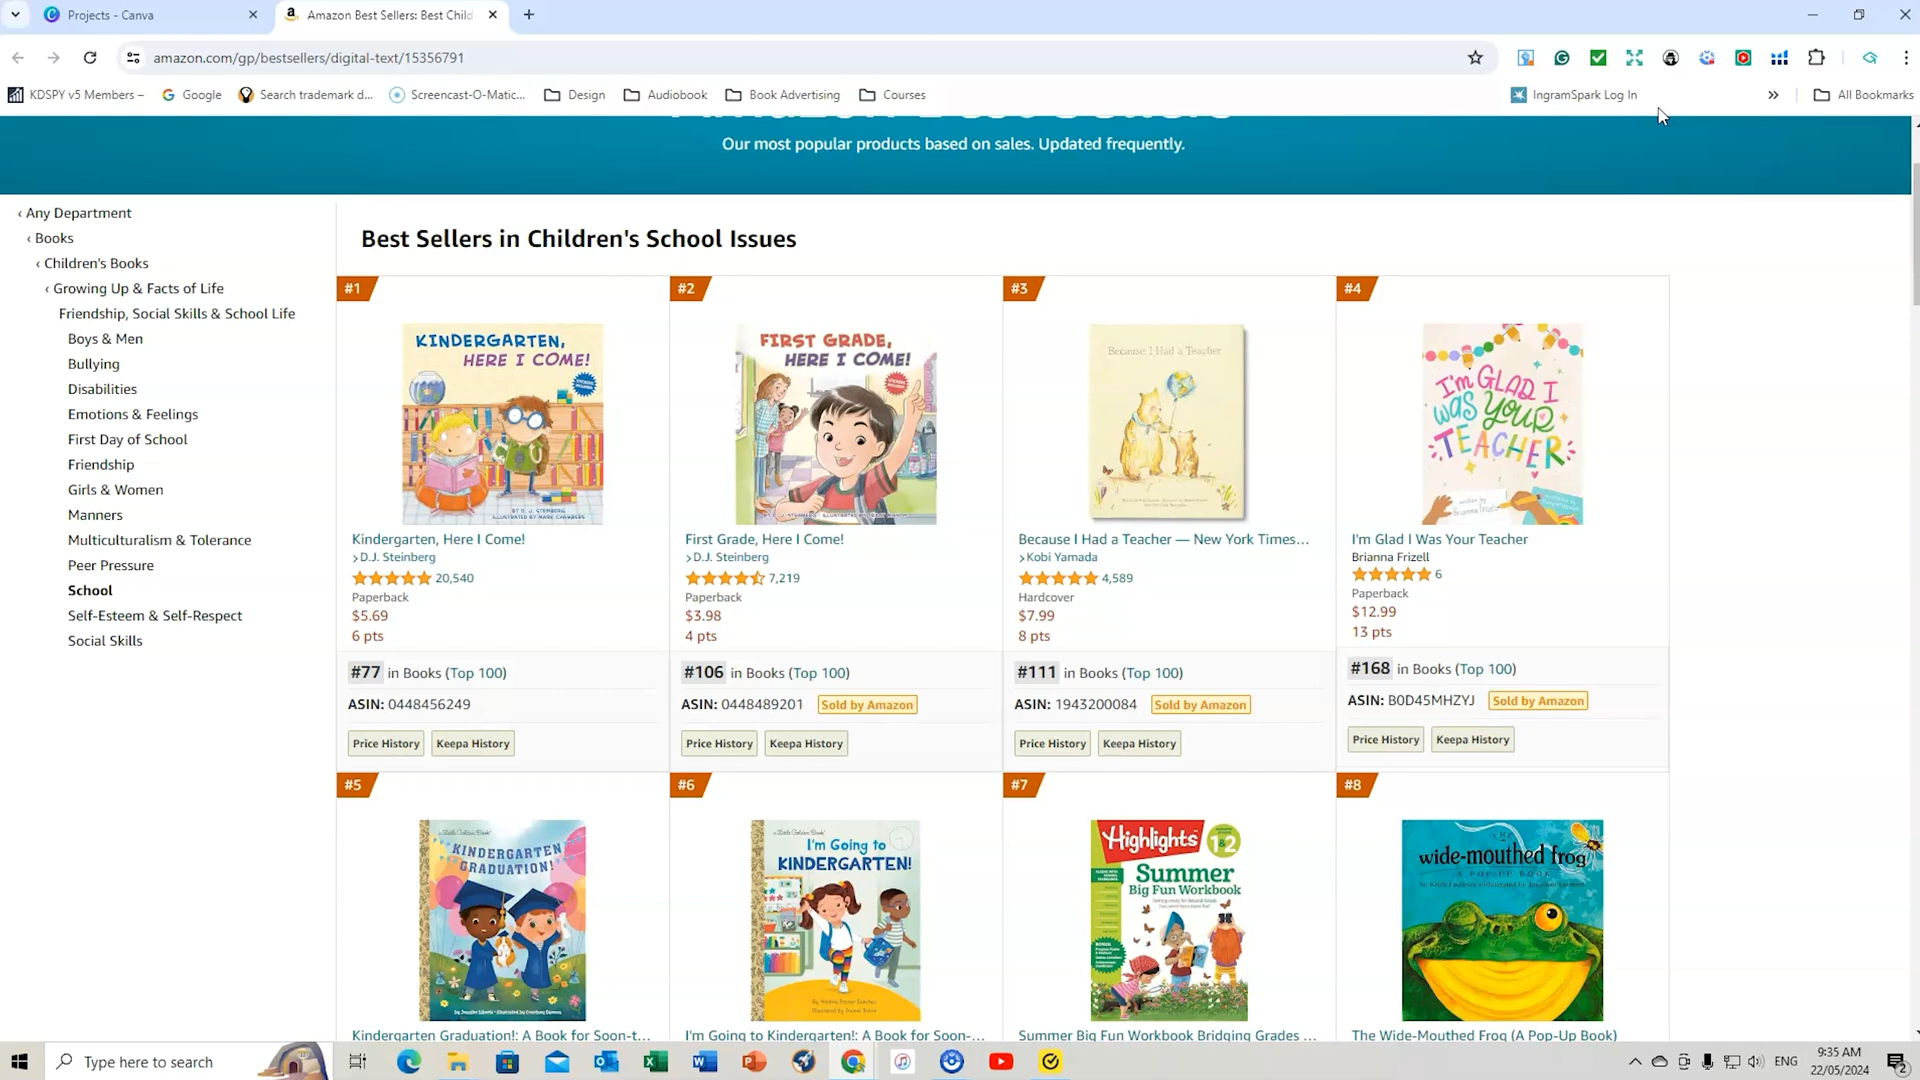 Projects - Canva
Amazon Best Sellers: Best Child
amazon.com/gp/bestsellers/digital-text/15356791
KDSPY v5 Members –
Google
Search trademark d...
Screencast-O-Matic...
Design
Audiobook
Book Advertising
Courses
IngramSpark Log In
All Bookmarks
Our most popular products based on sales. Updated frequently.
‹ Any Department
‹ Books
‹ Children's Books
‹ Growing Up & Facts of Life
Friendship, Social Skills & School Life
Boys & Men
Bullying
Disabilities
Emotions & Feelings
First Day of School
Friendship
Girls & Women
Manners
Multiculturalism & Tolerance
Peer Pressure
School
Self-Esteem & Self-Respect
Social Skills
Best Sellers in Children's School Issues
#1
KINDERGARTEN,
HERE I COME!
Kindergarten, Here I Come!
›D.J. Steinberg
20,540
Paperback
$5.69
6 pts
#77 in Books (Top 100)
ASIN: 0448456249
Price History
Keepa History
#2
FIRST GRADE,
HERE I COME!
First Grade, Here I Come!
›D.J. Steinberg
7,219
Paperback
$3.98
4 pts
#106 in Books (Top 100)
ASIN: 0448489201
Sold by Amazon
Price History
Keepa History
#3
Because I Had a Teacher
Because I Had a Teacher — New York Times...
›Kobi Yamada
4,589
Hardcover
$7.99
8 pts
#111 in Books (Top 100)
ASIN: 1943200084
Sold by Amazon
Price History
Keepa History
#4
I'm GLAD I
was YOUR
TEACHER
I'm Glad I Was Your Teacher
Brianna Frizell
6
Paperback
$12.99
13 pts
#168 in Books (Top 100)
ASIN: B0D45MHZYJ
Sold by Amazon
Price History
Keepa History
#5
KINDERGARTEN
GRADUATION!
Kindergarten Graduation!: A Book for Soon-t...
#6
I'm Going to
KINDERGARTEN!
I'm Going to Kindergarten!: A Book for Soon-...
#7
Highlights
1&2
Summer
Big Fun Workbook
Summer Big Fun Workbook Bridging Grades ...
#8
wide-mouthed frog
A POP-UP BOOK
The Wide-Mouthed Frog (A Pop-Up Book)
Type here to search
ENG
9:35 AM
22/05/2024
2